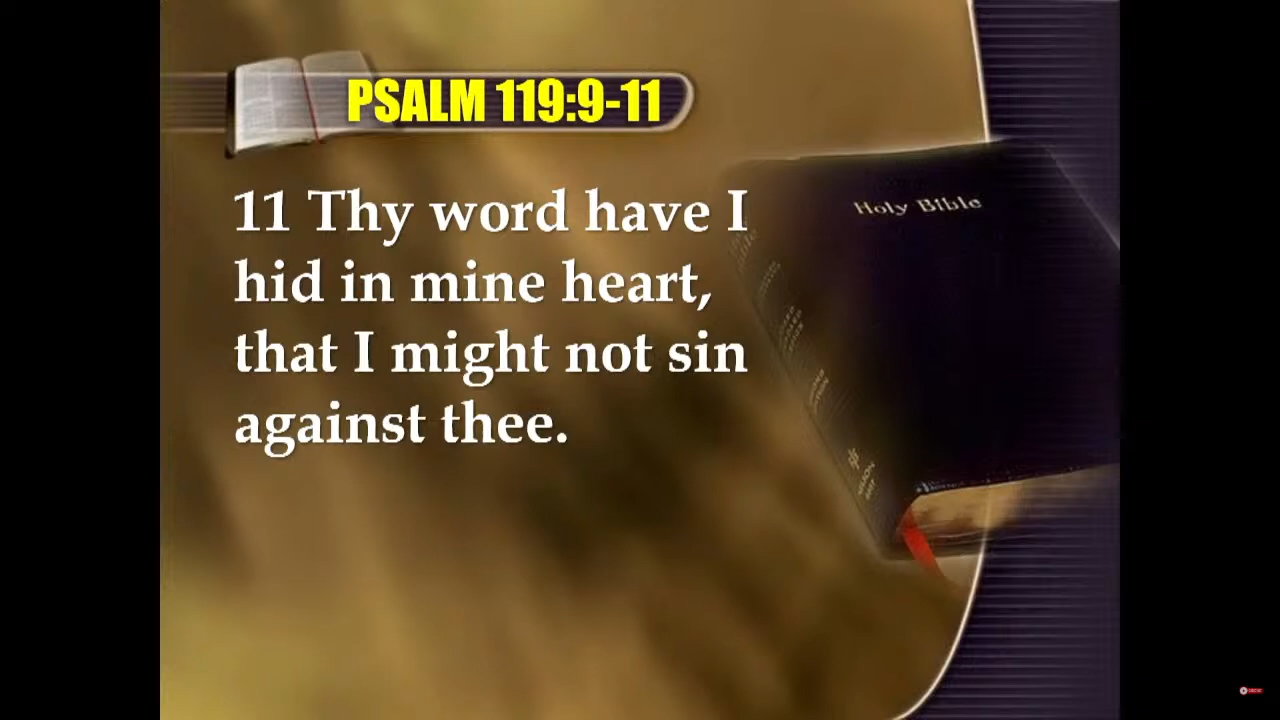 PSALM 119:9-11
11 Thy word have I
hid in mine heart,
that I might not sin
against thee.
Holy Bible